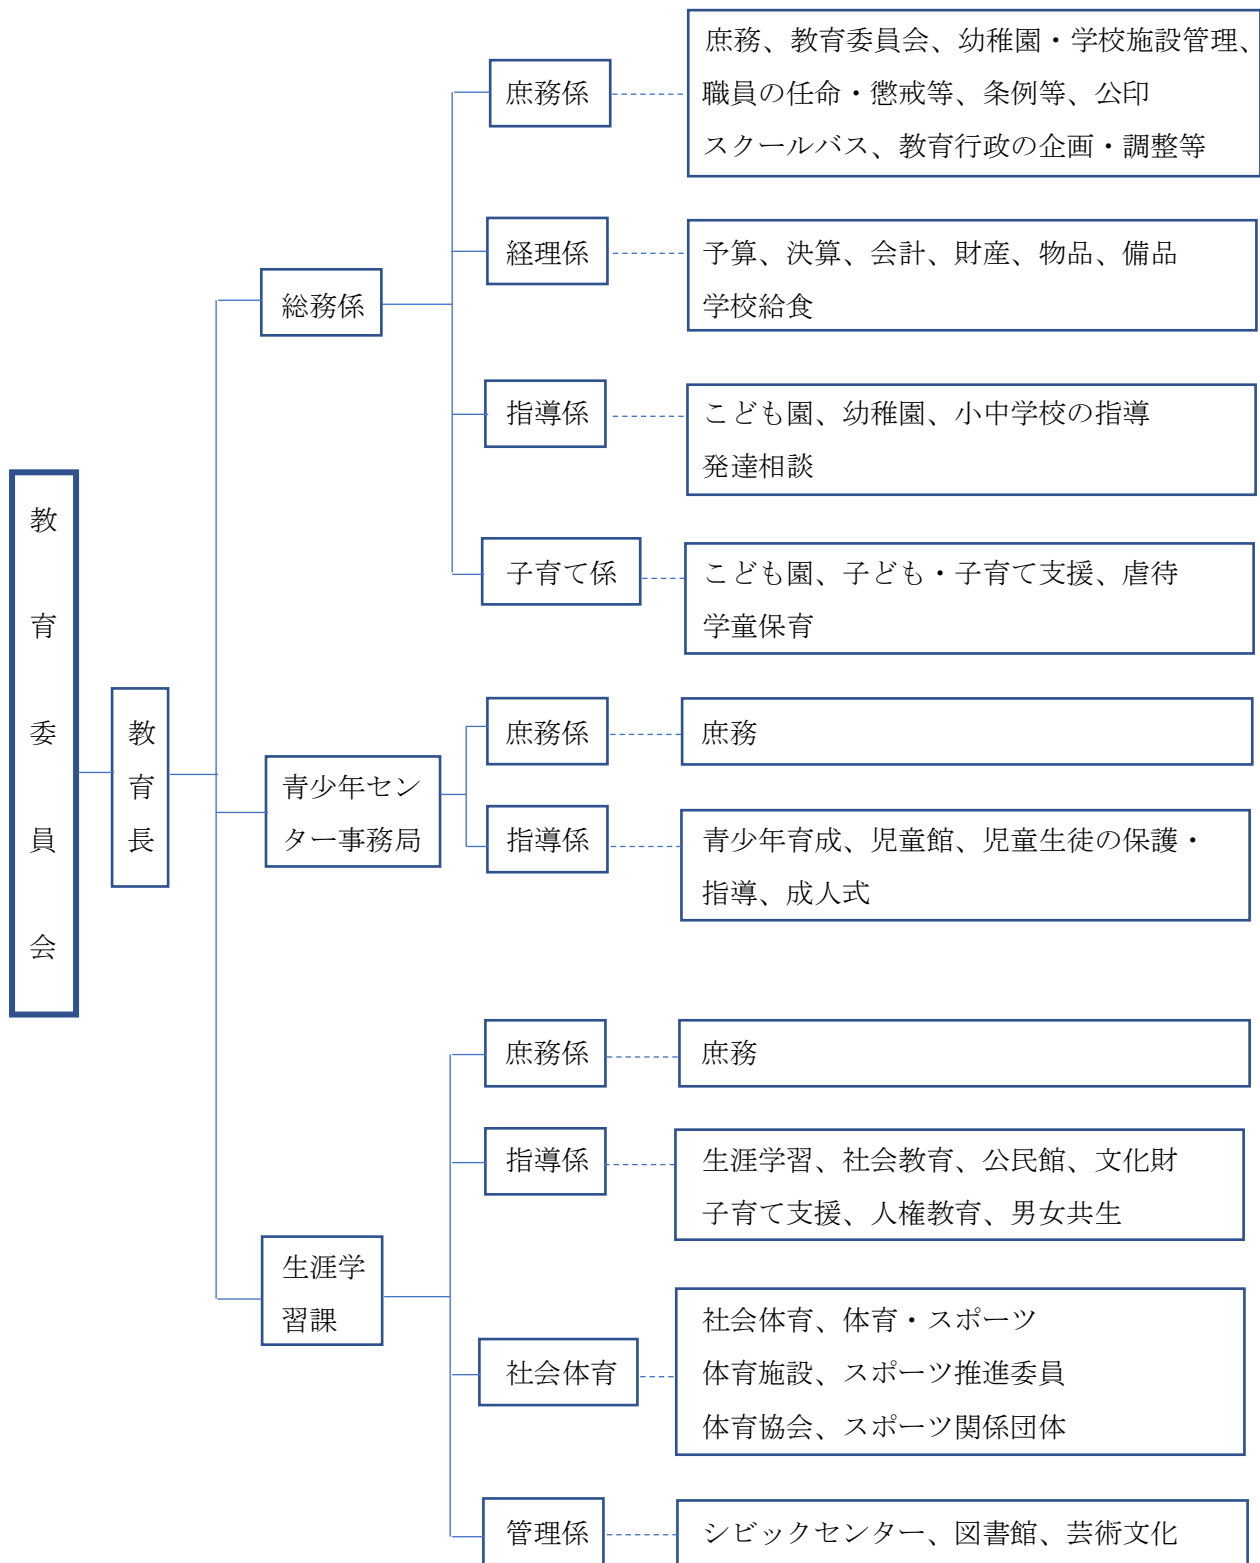 教育委員会
教育長
総務係
庶務係
庶務、教育委員会、幼稚園・学校施設管理、
職員の任命・懲戒等、条例等、公印
スクールバス、教育行政の企画・調整等
経理係
予算、決算、会計、財産、物品、備品
学校給食
指導係
こども園、幼稚園、小中学校の指導
発達相談
子育て係
こども園、子ども・子育て支援、虐待
学童保育
青少年セン
ター事務局
庶務係
庶務
指導係
青少年育成、児童館、児童生徒の保護・
指導、成人式
生涯学
習課
庶務係
庶務
指導係
生涯学習、社会教育、公民館、文化財
子育て支援、人権教育、男女共生
社会体育
社会体育、体育・スポーツ
体育施設、スポーツ推進委員
体育協会、スポーツ関係団体
管理係
シビックセンター、図書館、芸術文化